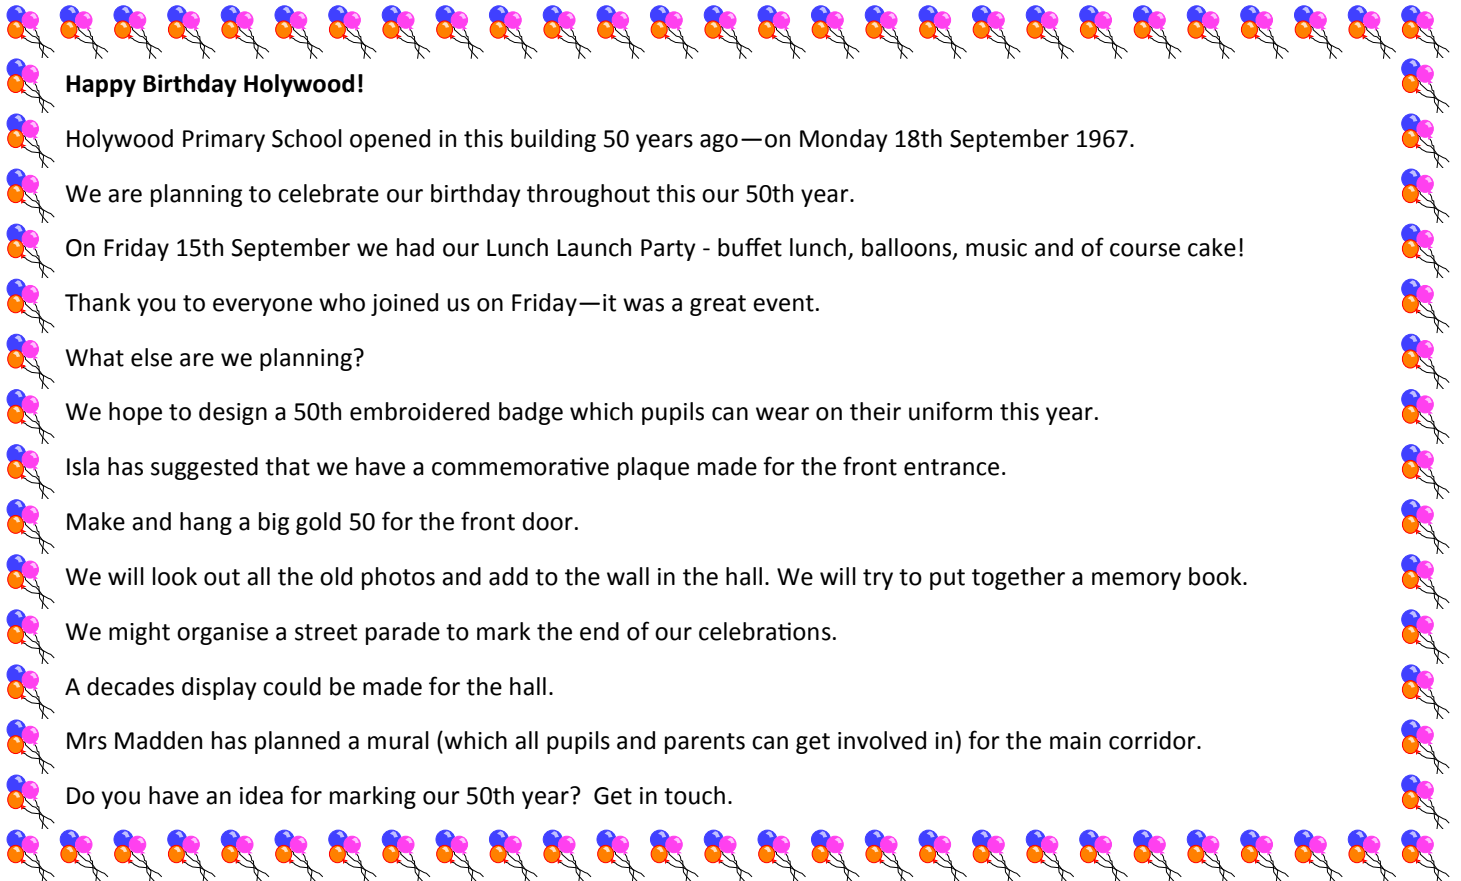 Happy Birthday Holywood!
Holywood Primary School opened in this building 50 years ago—on Monday 18th September 1967.
We are planning to celebrate our birthday throughout this our 50th year.
On Friday 15th September we had our Lunch Launch Party - buffet lunch, balloons, music and of course cake!
Thank you to everyone who joined us on Friday—it was a great event.
What else are we planning?
We hope to design a 50th embroidered badge which pupils can wear on their uniform this year.
Isla has suggested that we have a commemorative plaque made for the front entrance.
Make and hang a big gold 50 for the front door.
We will look out all the old photos and add to the wall in the hall. We will try to put together a memory book.
We might organise a street parade to mark the end of our celebrations.
A decades display could be made for the hall.
Mrs Madden has planned a mural (which all pupils and parents can get involved in) for the main corridor.
Do you have an idea for marking our 50th year?  Get in touch.